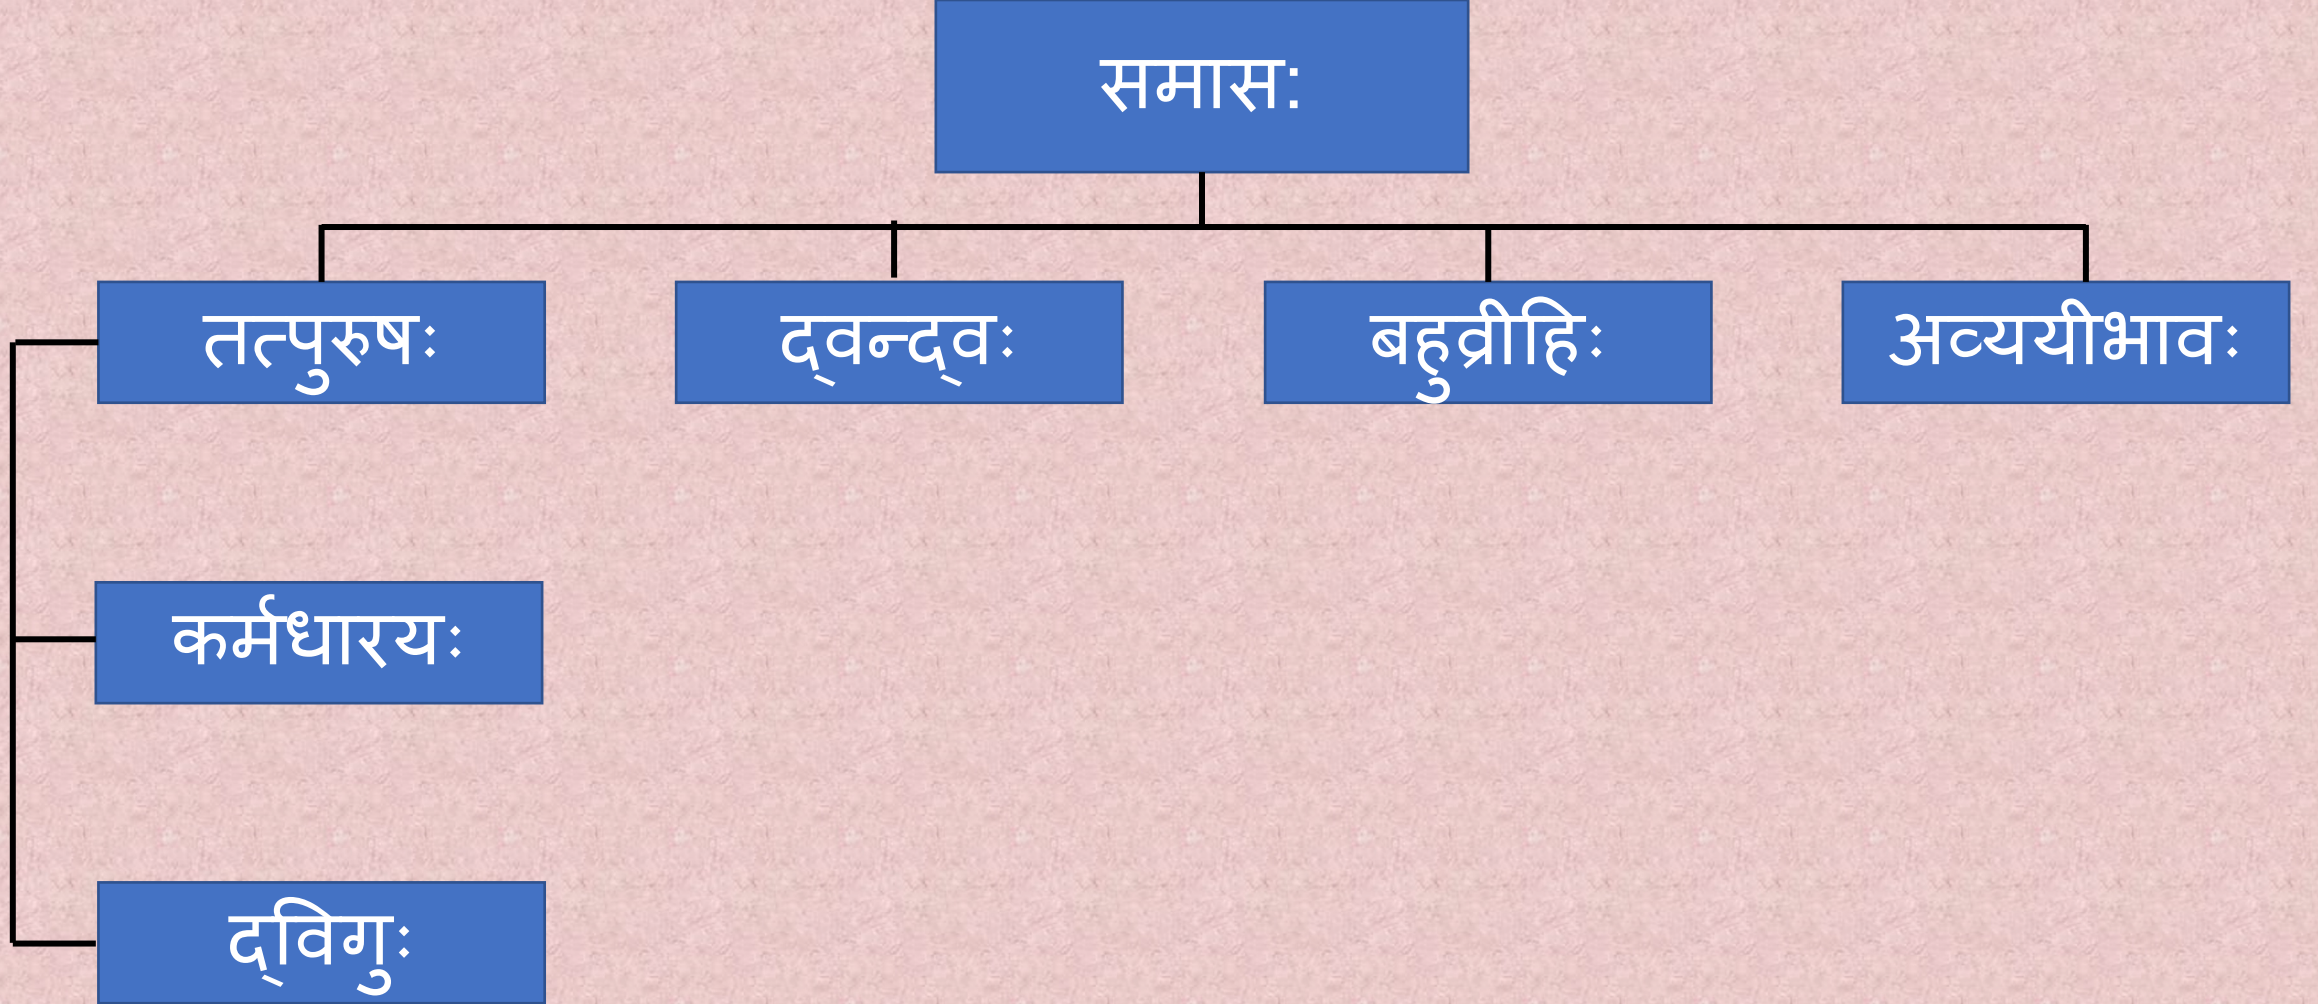 समास:
तत्पुरुषः
द्वन्द्वः
बहुव्रीहिः
अव्ययीभावः
कर्मधारयः
द्विगुः